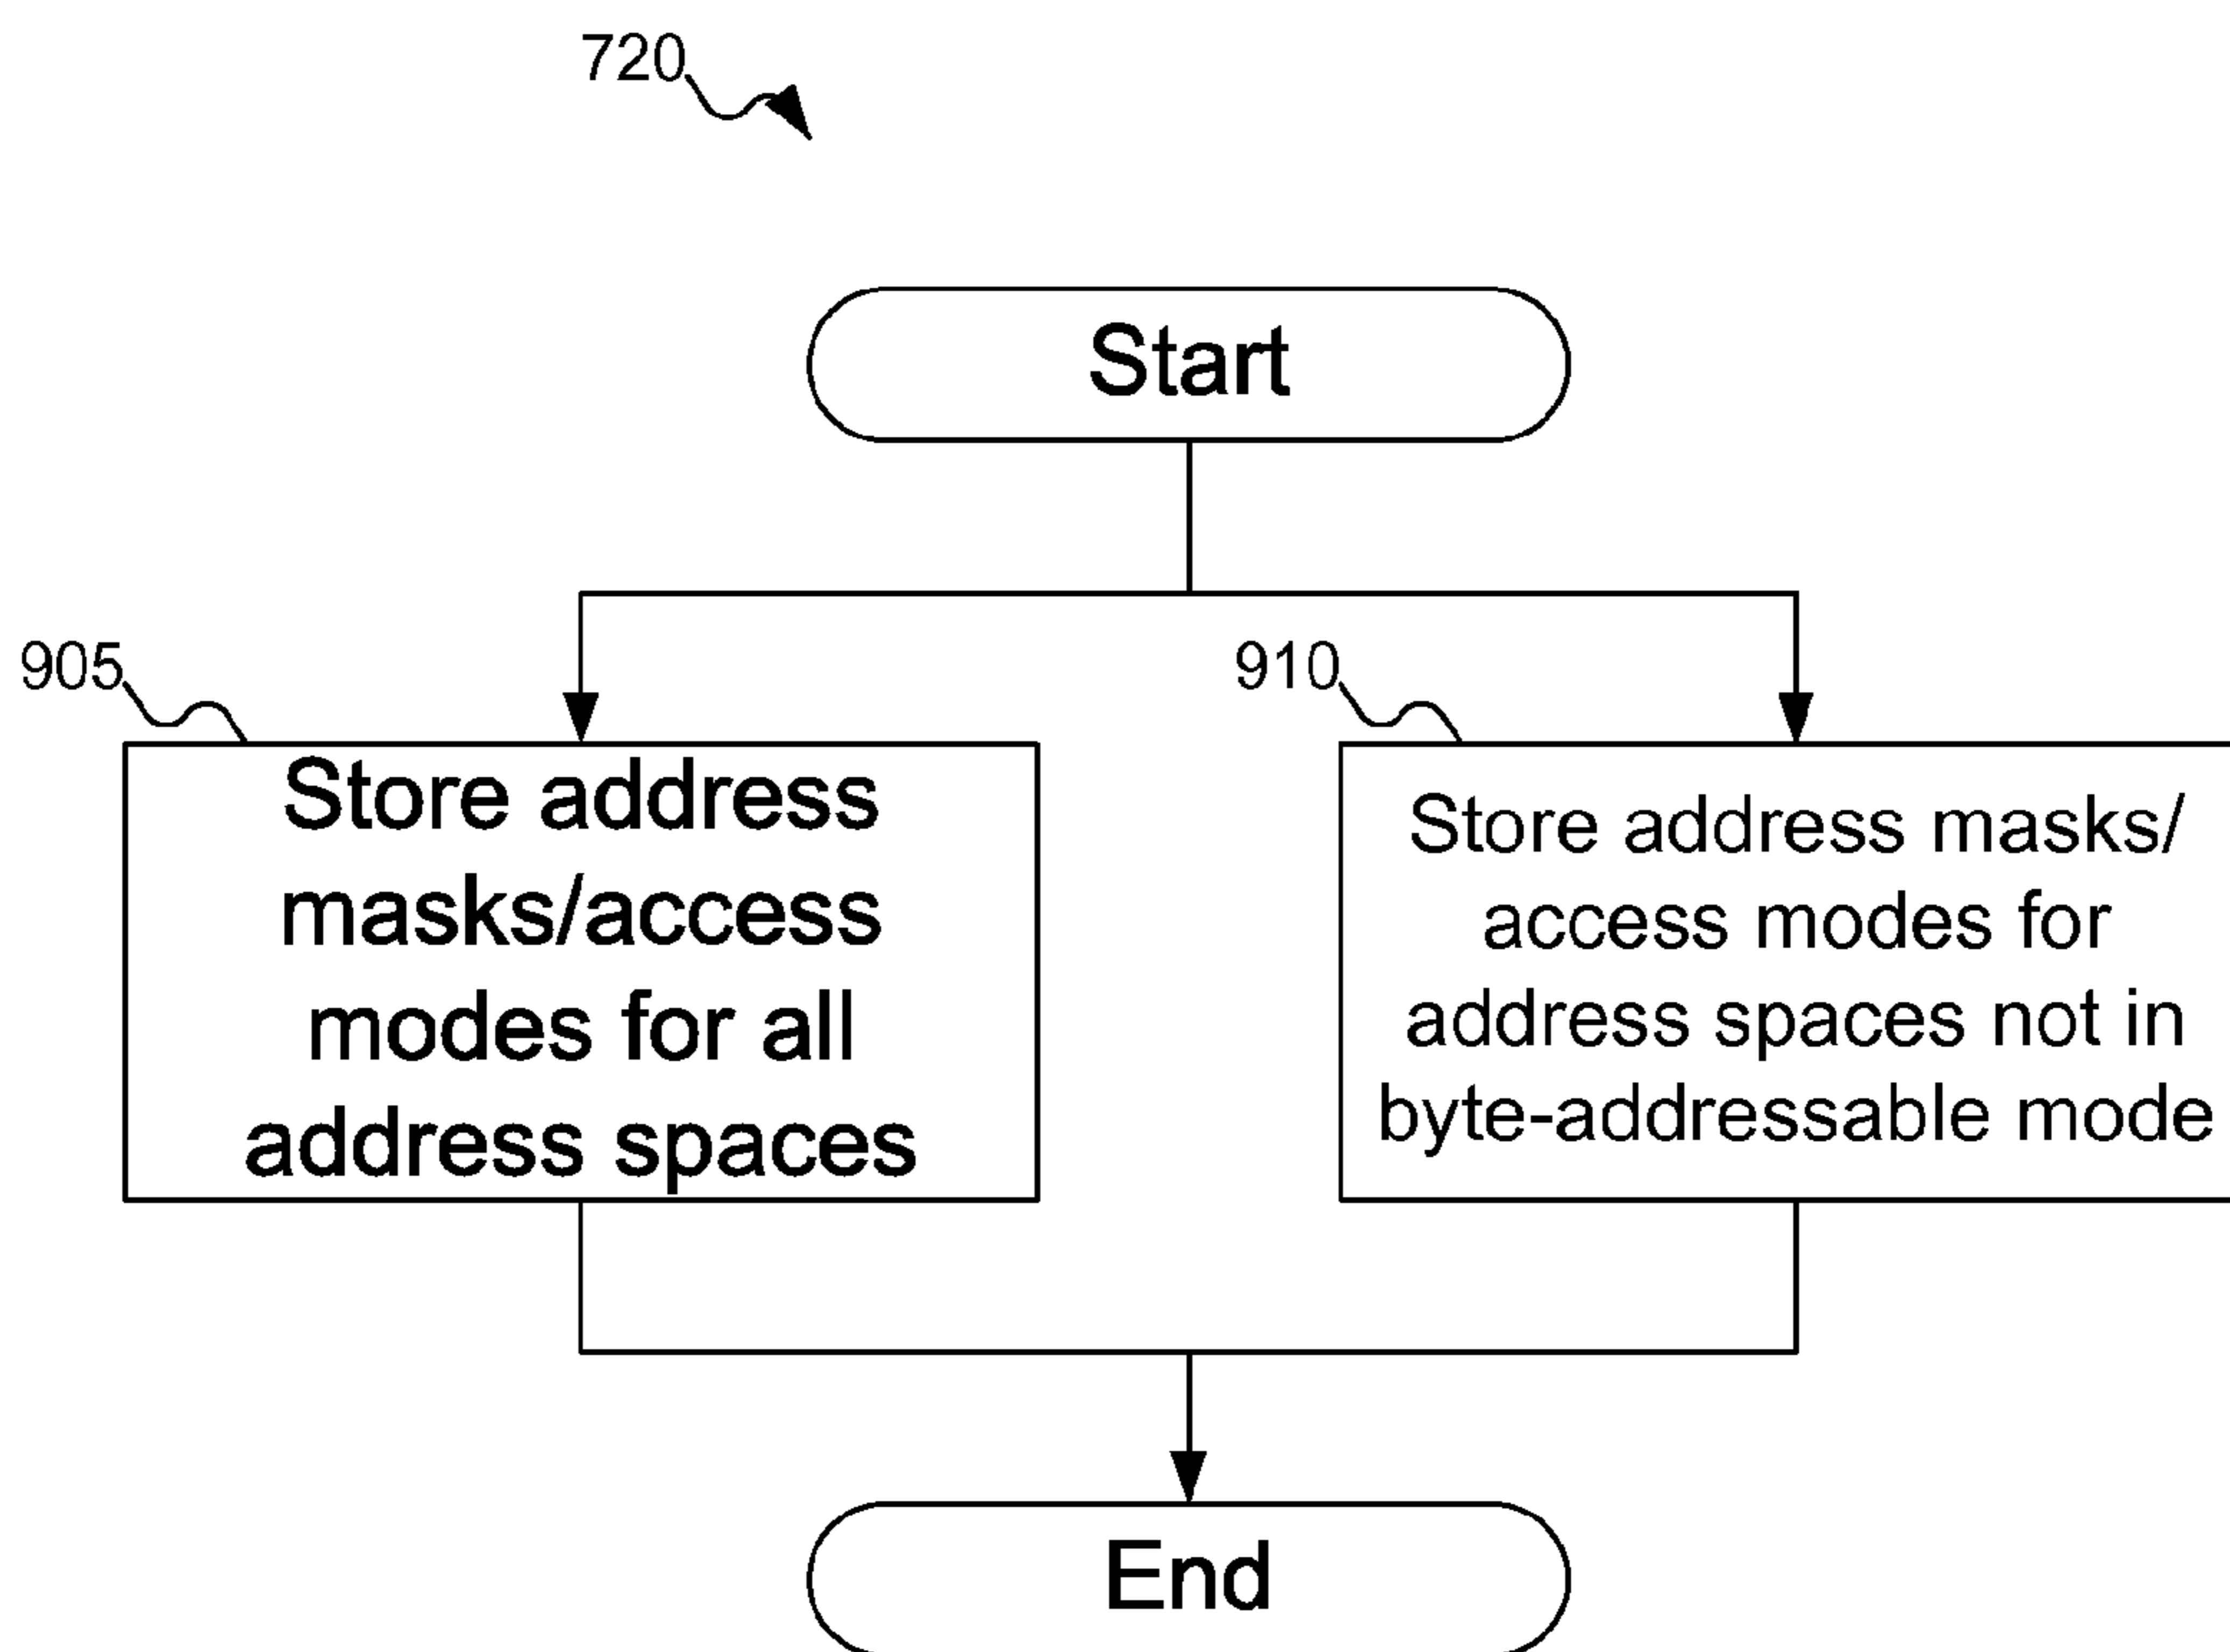 720
Start
905
910
Store address
masks/access
modes for all
address spaces
Store address masks/
access modes for
address spaces not in
byte-addressable mode
End